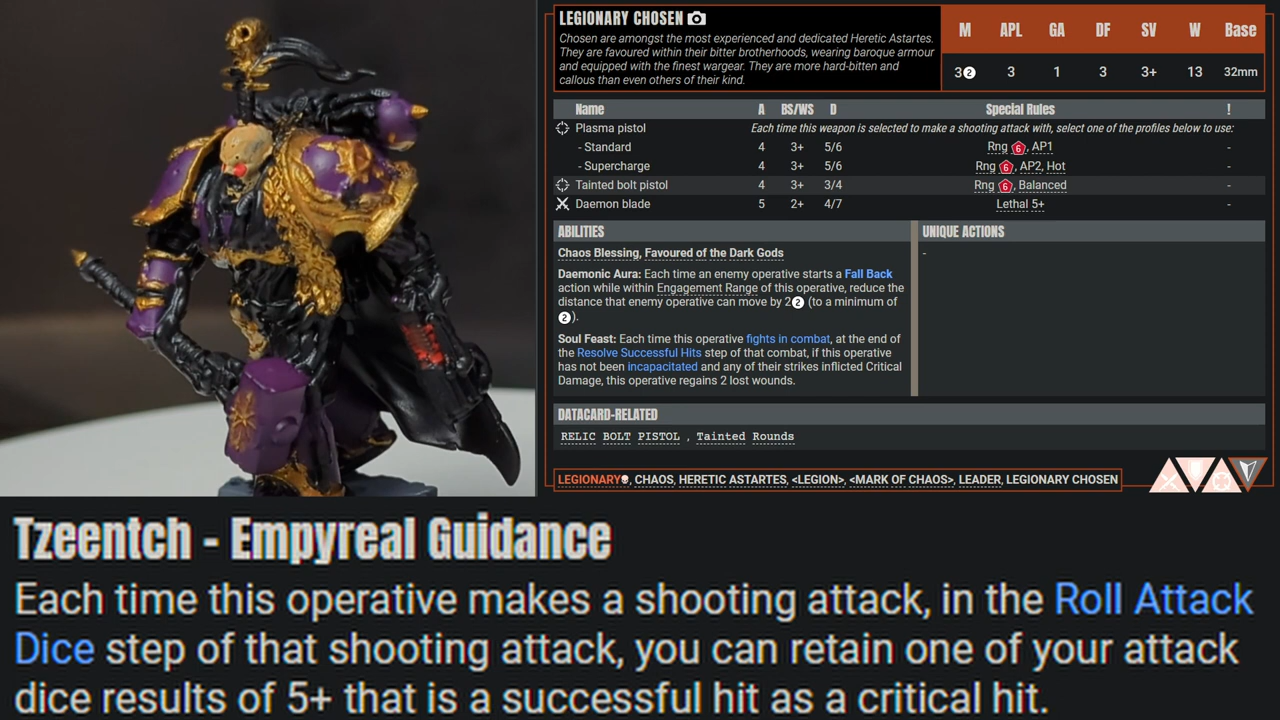 LEGIONARY CHOSEN
Chosen are amongst the most experienced and dedicated Heretic Astartes.
They are favoured within their bitter brotherhoods, wearing baroque armour
and equipped with the finest wargear. They are more hard-bitten and
callous than even others of their kind.
M APL GA DF SV W Base
3❷ 3 1 3 3+ 13 32mm
Name A BS/WS D Special Rules !
Plasma pistol Each time this weapon is selected to make a shooting attack with, select one of the profiles below to use:
- Standard 4 3+ 5/6 Rng 6, AP1 -
- Supercharge 4 3+ 5/6 Rng 6, AP2, Hot -
Tainted bolt pistol 4 3+ 3/4 Rng 6, Balanced -
Daemon blade 5 2+ 4/7 Lethal 5+ -
ABILITIES
Chaos Blessing, Favoured of the Dark Gods
Daemonic Aura: Each time an enemy operative starts a Fall Back
action while within Engagement Range of this operative, reduce the
distance that enemy operative can move by 2❷ (to a minimum of
❷).
Soul Feast: Each time this operative fights in combat, at the end of
the Resolve Successful Hits step of that combat, if this operative
has not been incapacitated and any of their strikes inflicted Critical
Damage, this operative regains 2 lost wounds.
UNIQUE ACTIONS
-
DATACARD-RELATED
RELIC BOLT PISTOL , Tainted Rounds
LEGIONARY, CHAOS, HERETIC ASTARTES, <LEGION>, <MARK OF CHAOS>, LEADER, LEGIONARY CHOSEN
Tzeentch - Empyreal Guidance
Each time this operative makes a shooting attack, in the Roll Attack
Dice step of that shooting attack, you can retain one of your attack
dice results of 5+ that is a successful hit as a critical hit.